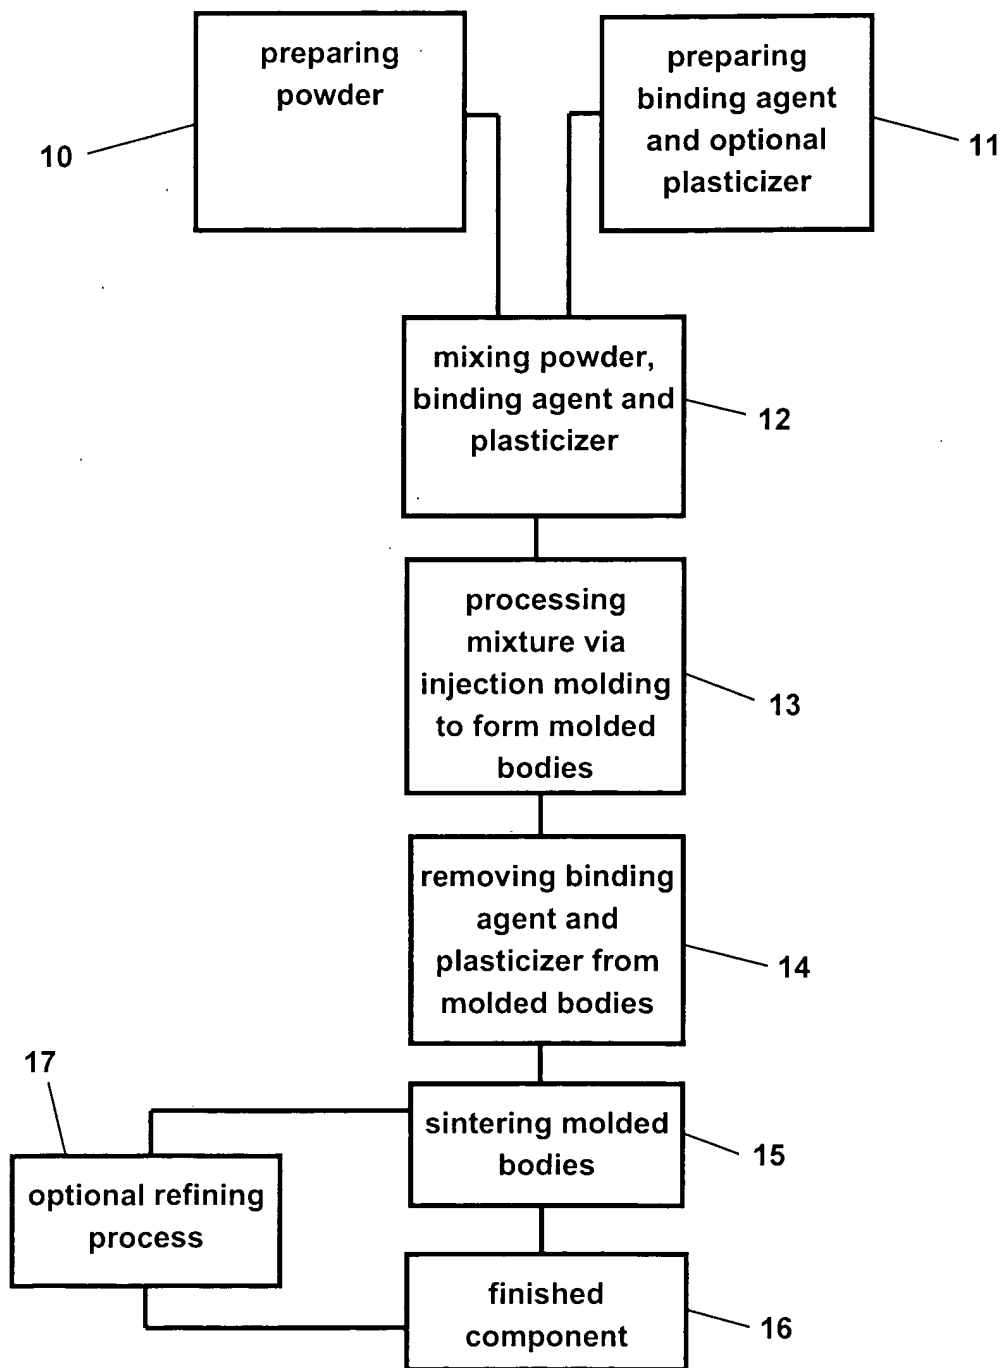 preparing
powder
10
preparing
binding agent
and optional
plasticizer
11
mixing powder,
binding agent and
plasticizer
12
processing
mixture via
injection molding
to form molded
bodies
13
removing binding
agent and
plasticizer from
molded bodies
14
17
sintering molded
bodies
15
optional refining
process
finished
component
16